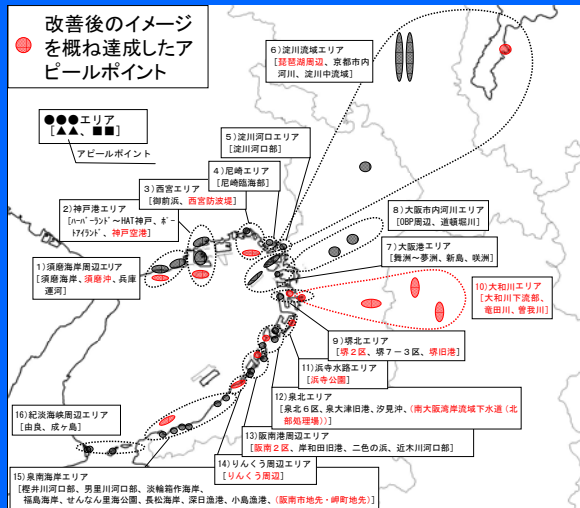 改善後のイメージ
を概ね達成したア
ピールポイント
●●●エリア
[▲▲、■■]
アピールポイント
6)淀川流域エリア
[琵琶湖周辺、京都市内
河川、淀川中流域]
5)淀川河口エリア
[淀川河口部]
4)尼崎エリア
[尼崎臨海部]
3)西宮エリア
[御前浜、西宮防波堤]
2)神戸港エリア
[ハーバーランド～HAT神戸、ポー
トアイランド、神戸空港]
1)須磨海岸周辺エリア
[須磨海岸、須磨沖、兵庫
運河]
8)大阪市内河川エリア
[OBP周辺、道頓堀川]
7)大阪港エリア
[舞洲～夢洲、新島、咲洲]
10)大和川エリア
[大和川下流部、
竜田川、曽我川]
9)堺北エリア
[堺2区、堺7－3区、堺旧港]
11)浜寺水路エリア
[浜寺公園]
12)泉北エリア
[泉北6区、泉大津旧港、汐見沖、(南大阪湾岸流域下水道(北
部処理場))]
13)阪南港周辺エリア
[阪南2区、岸和田旧港、二色の浜、近木川河口部]
14)りんくう周辺エリア
[りんくう周辺]
16)紀淡海峡周辺エリア
[由良、成ヶ島]
15)泉南海岸エリア
[樫井川河口部、男里川河口部、淡輪箱作海岸、
福島海岸、せんなん里海公園、長松海岸、深日漁港、小島漁港、(阪南市地先・岬町地先)]